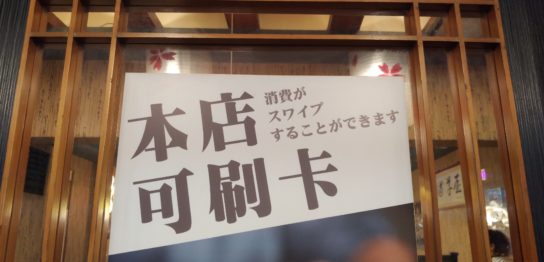 本店
消費が
スワイプ
することができます
可刷卡